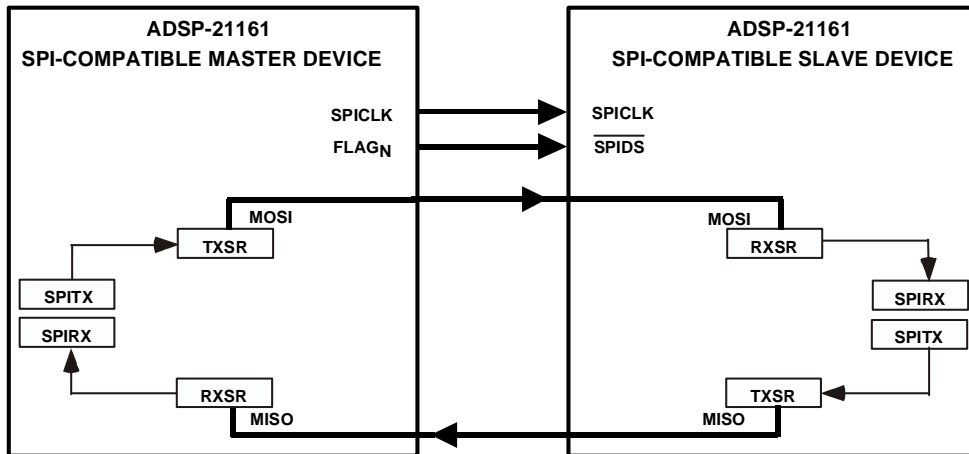 ADSP-21161
SPI-COMPATIBLE MASTER DEVICE
SPICLK
FLAGN
MOSI
TXSR
SPITX
SPIRX
RXSR
MISO
ADSP-21161
SPI-COMPATIBLE SLAVE DEVICE
SPICLK
SPIDS
MOSI
RXSR
SPIRX
SPITX
TXSR
MISO